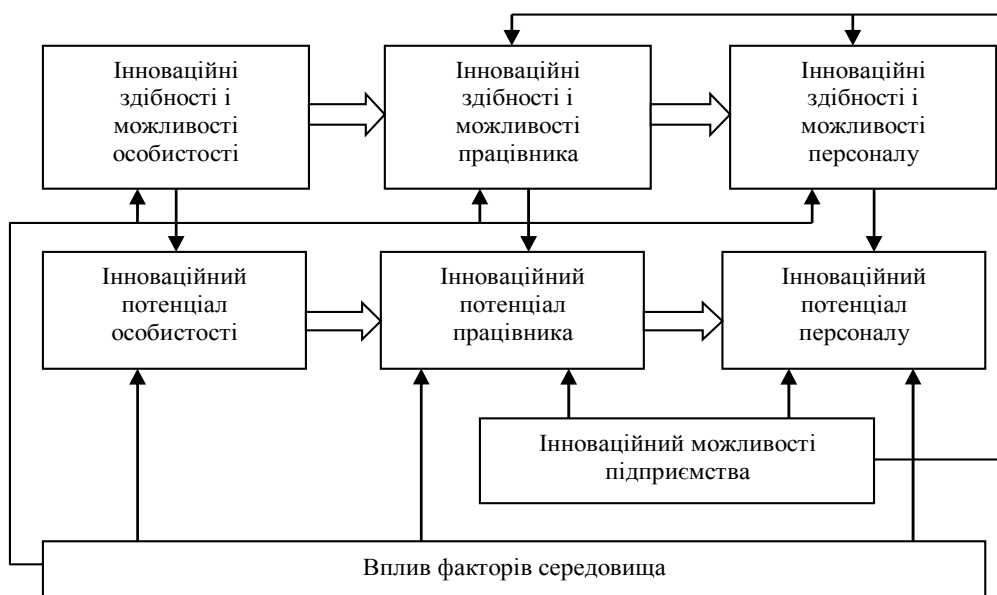 Інноваційні
здібності і
можливості
особистості
Інноваційні
здібності і
можливості
працівника
Інноваційні
здібності і
можливості
персоналу
Інноваційний
потенціал
особистості
Інноваційний
потенціал
працівника
Інноваційний
потенціал
персоналу
Інноваційний можливості
підприємства
Вплив факторів середовища